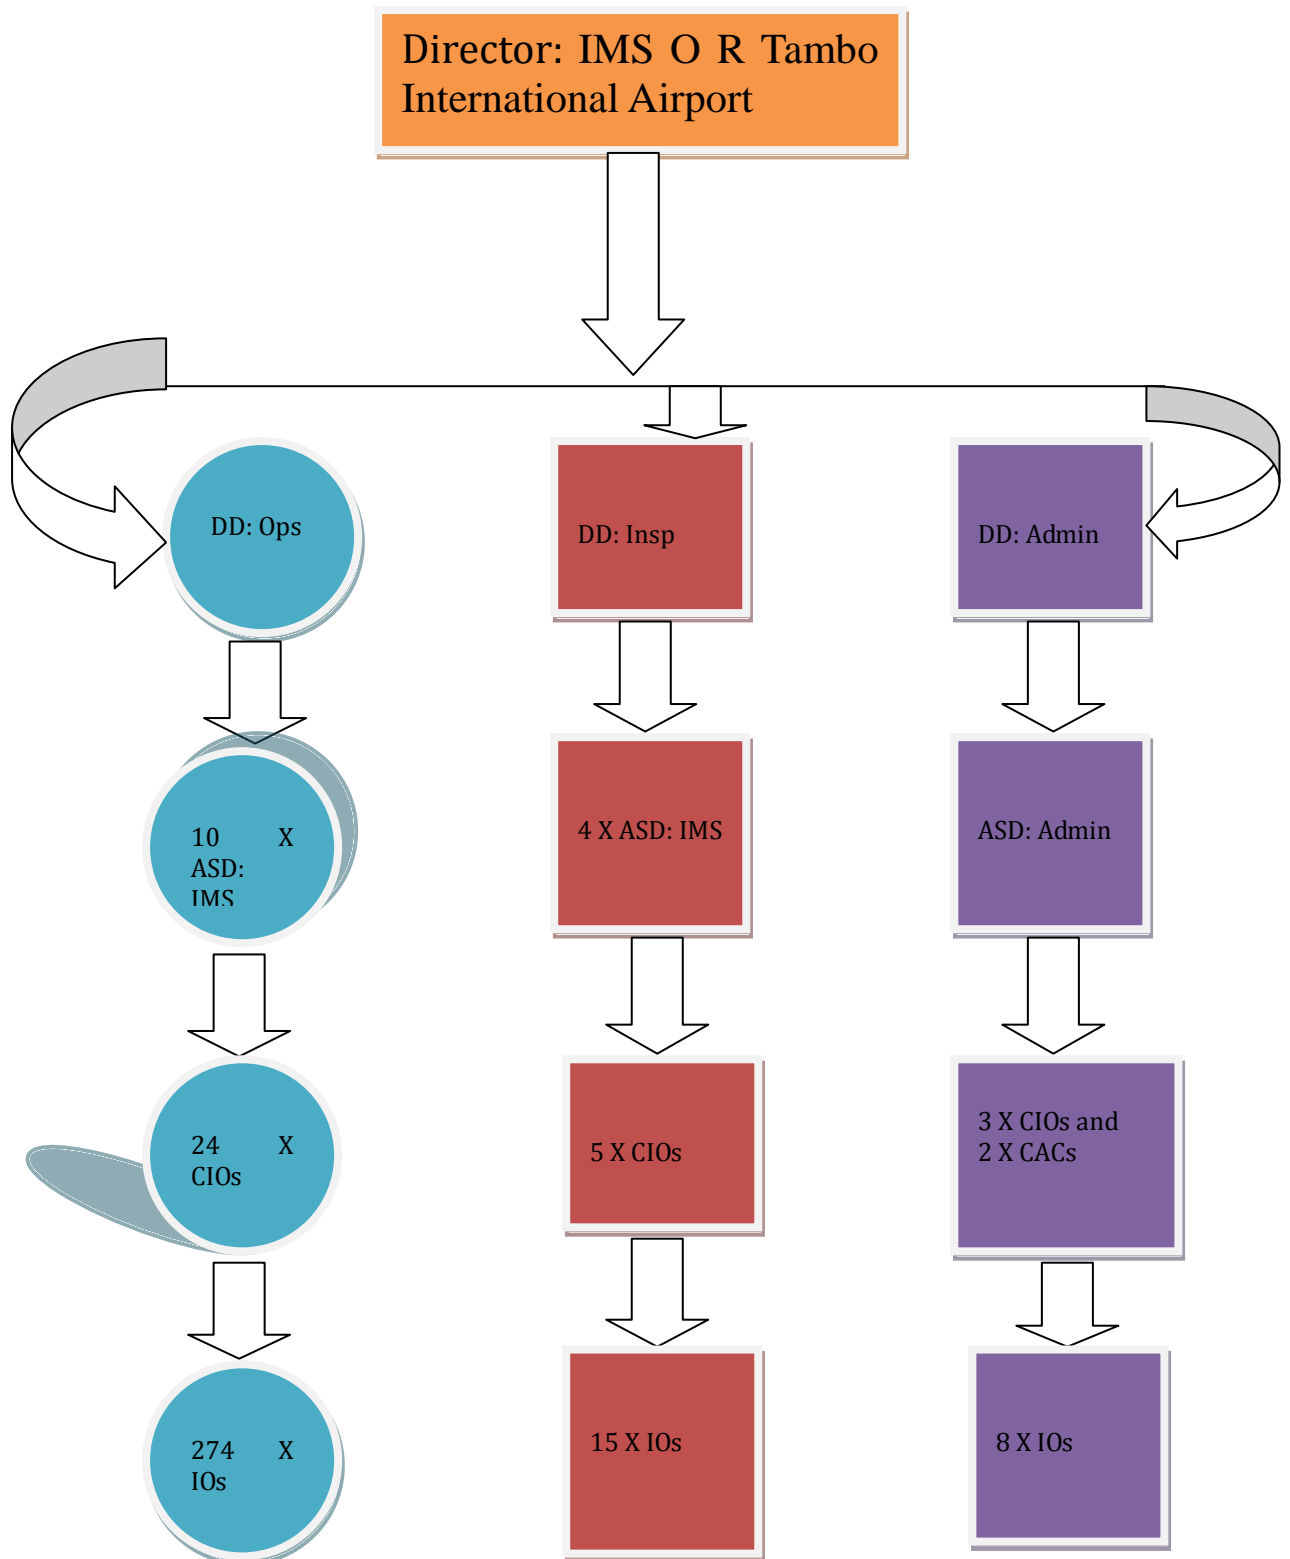 Director: IMS O R Tambo
International Airport
DD: Ops
DD: Insp
DD: Admin
10 X
ASD:
IMS
4 X ASD: IMS
ASD: Admin
24 X
CIOs
5 X CIOs
3 X CIOs and
2 X CACs
274 X
IOs
15 X IOs
8 X IOs